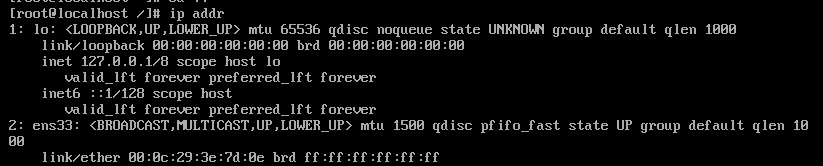 [root@localhost /]# ip addr
1: lo: <LOOPBACK,UP,LOWER_UP> mtu 65536 qdisc noqueue state UNKNOWN group default qlen 1000
    link/loopback 00:00:00:00:00:00 brd 00:00:00:00:00:00
    inet 127.0.0.1/8 scope host lo
       valid_lft forever preferred_lft forever
    inet6 ::1/128 scope host
       valid_lft forever preferred_lft forever
2: ens33: <BROADCAST,MULTICAST,UP,LOWER_UP> mtu 1500 qdisc pfifo_fast state UP group default qlen 10
00
    link/ether 00:0c:29:3e:7d:0e brd ff:ff:ff:ff:ff:ff